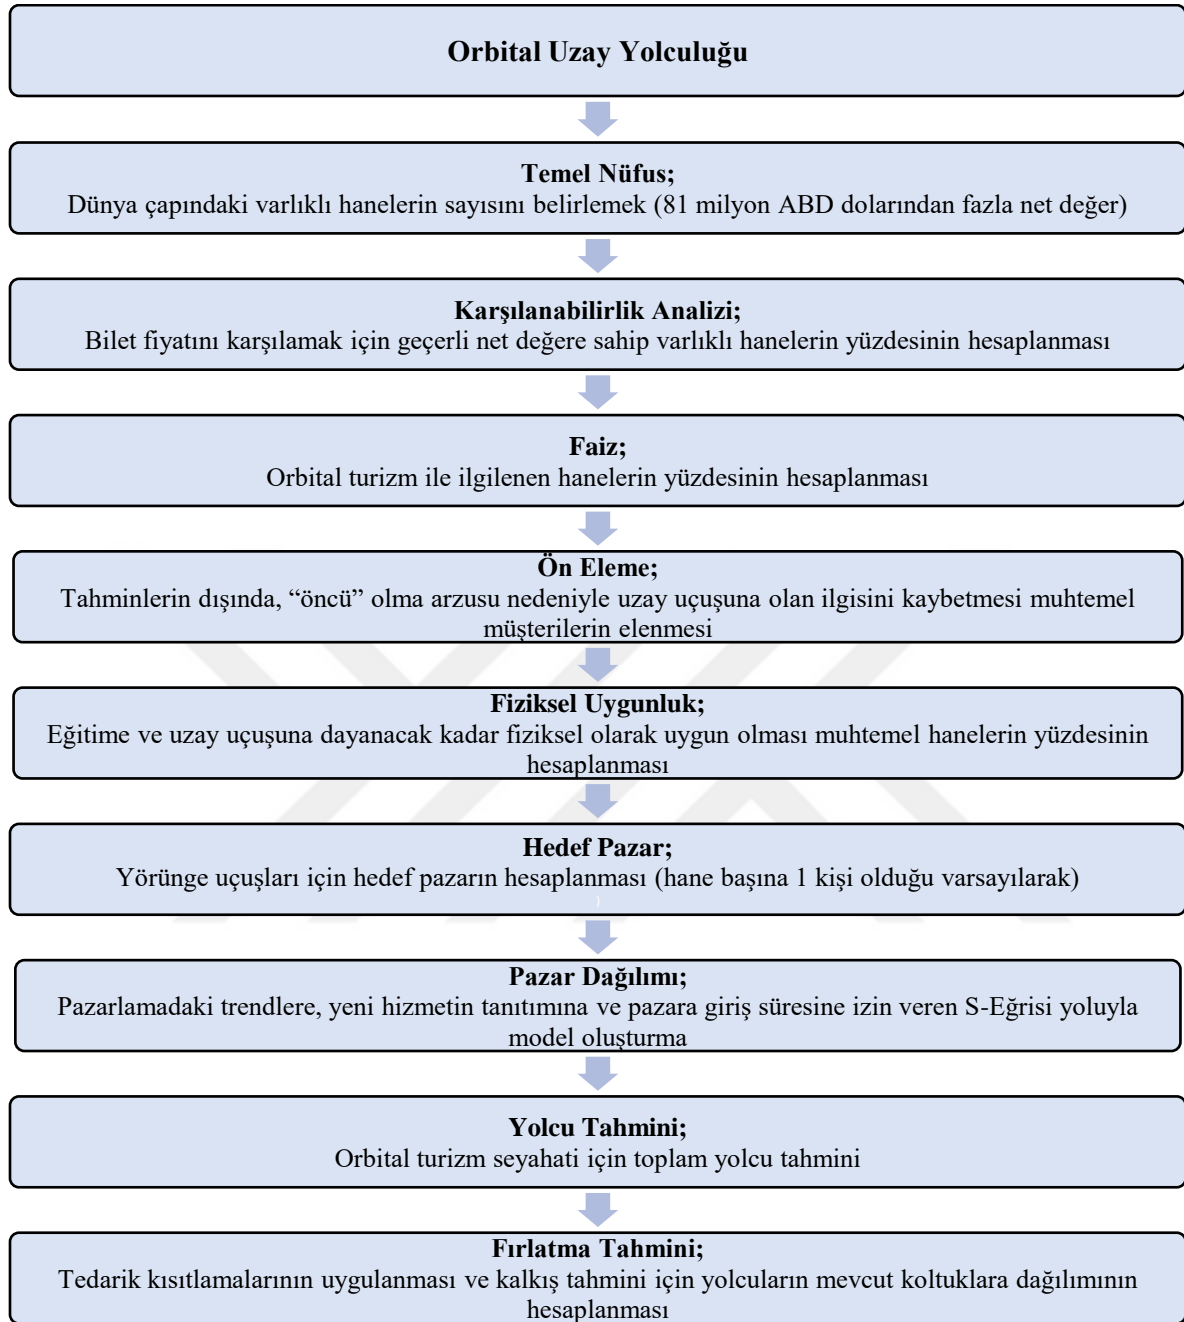 Orbital Uzay Yolculuğu
Temel Nüfus;
Dünya çapındaki varlıklı hanelerin sayısını belirlemek (81 milyon ABD dolarından fazla net değer)
Karşılanabilirlik Analizi;
Bilet fiyatını karşılamak için geçerli net değere sahip varlıklı hanelerin yüzdesinin hesaplanması
Faiz;
Orbital turizm ile ilgilenen hanelerin yüzdesinin hesaplanması
Ön Eleme;
Tahminlerin dışında, “öncü” olma arzusu nedeniyle uzay uçuşuna olan ilgisini kaybetmesi muhtemel
müşterilerin elenmesi
Fiziksel Uygunluk;
Eğitime ve uzay uçuşuna dayanacak kadar fiziksel olarak uygun olması muhtemel hanelerin yüzdesinin
hesaplanması
Hedef Pazar;
Yörünge uçuşları için hedef pazarın hesaplanması (hane başına 1 kişi olduğu varsayılarak)
)
Pazar Dağılımı;
Pazarlamadaki trendlere, yeni hizmetin tanıtımına ve pazara giriş süresine izin veren S-Eğrisi yoluyla
model oluşturma
Yolcu Tahmini;
Orbital turizm seyahati için toplam yolcu tahmini
Fırlatma Tahmini;
Tedarik kısıtlamalarının uygulanması ve kalkış tahmini için yolcuların mevcut koltuklara dağılımının
hesaplanması